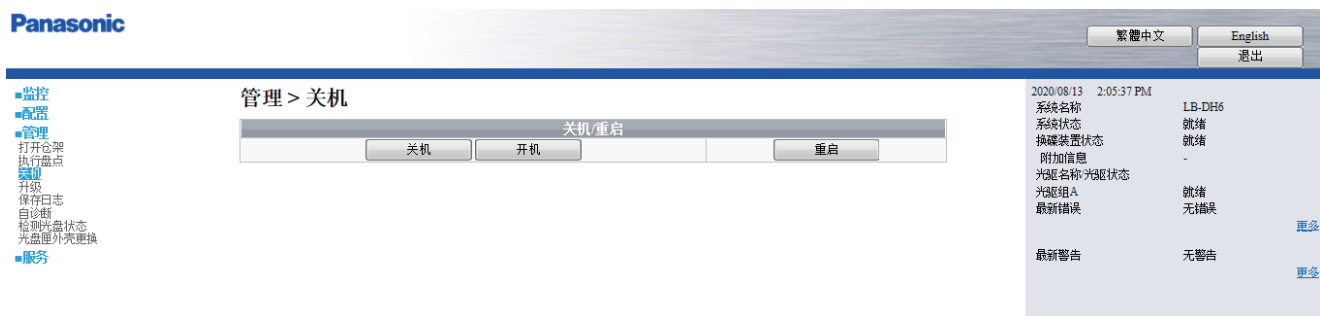 Panasonic
繁體中文 English
退出
■监控
■配置
■管理
打开仓架
执行盘点
关机
升级
保存日志
自诊断
检测光盘状态
光盘匣外壳更换
■服务
管理 > 关机
关机/重启
关机 开机 重启
2020/08/13 2:05:37 PM
系统名称 LB-DH6
系统状态 就绪
换碟装置状态 就绪
附加信息 -
光驱名称/光驱状态
光驱组A 就绪
最新错误 无错误
更多
最新警告 无警告
更多